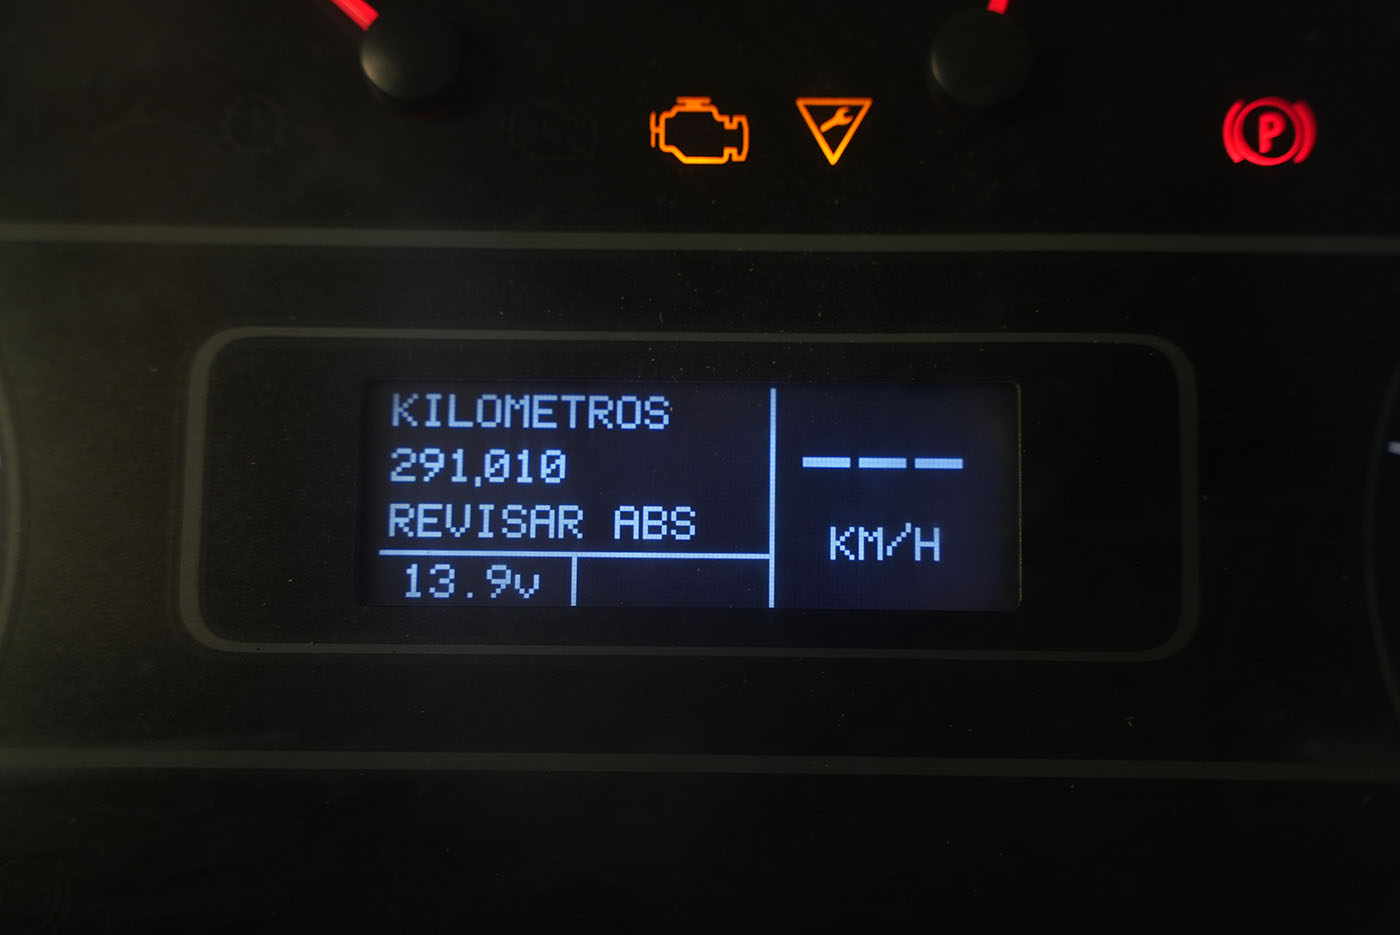 P
KILOMETROS
291,010
REVISAR ABS
13.9v
---
KM/H